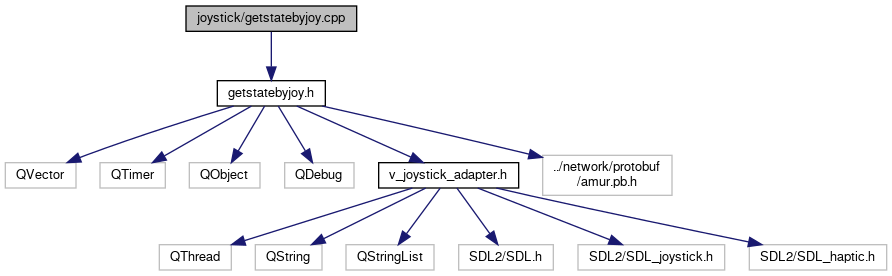 joystick/getstatebyjoy.cpp
getstatebyjoy.h
QVector
QTimer
QObject
QDebug
v_joystick_adapter.h
../network/protobuf
/amur.pb.h
QThread
QString
QStringList
SDL2/SDL.h
SDL2/SDL_joystick.h
SDL2/SDL_haptic.h